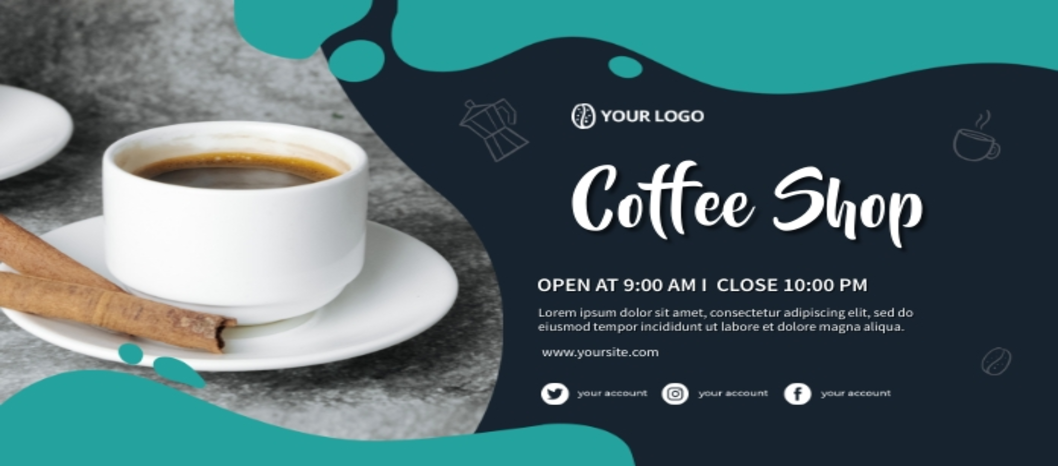 YOUR LOGO
Coffee Shop
OPEN AT 9:00 AM I CLOSE 10:00 PM
Lorem ipsum dolor sit amet, consectetur adipiscing elit, sed do
eiusmod tempor incididunt ut labore et dolore magna aliqua.
www.yoursite.com
your account your account your account